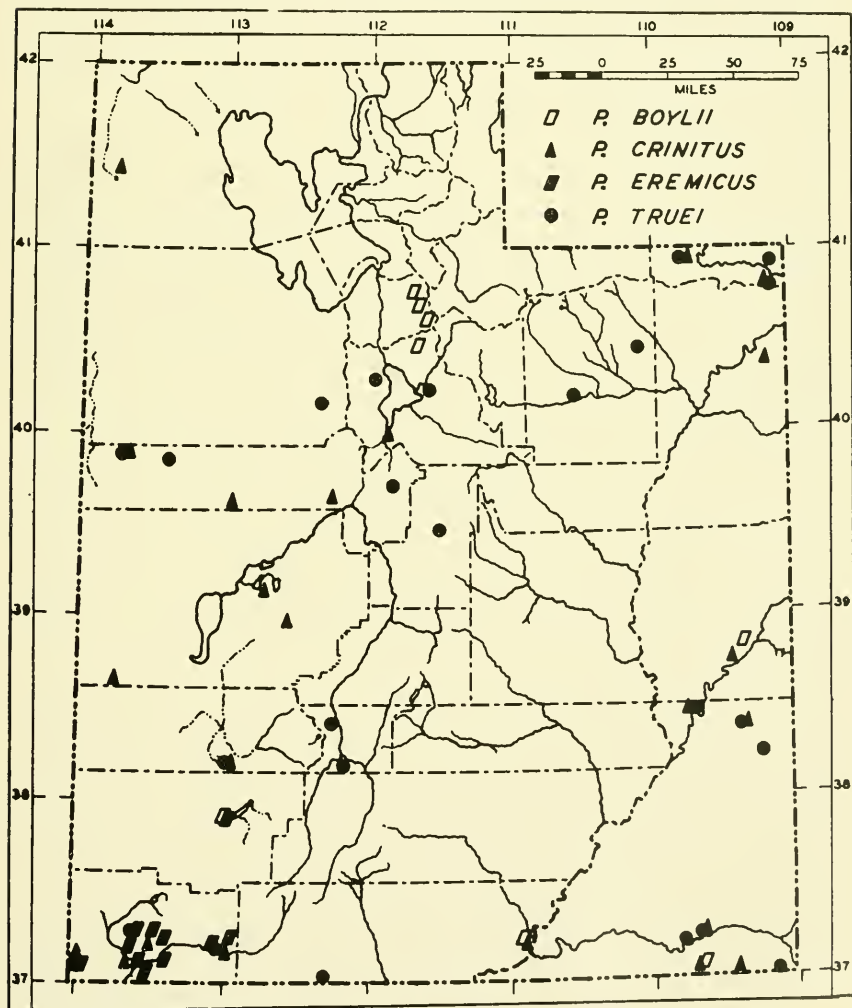 114 113 112 111 110 109
42 42
25 0 25 50 75
MILES
P. BOYLII
P. CRINITUS
P. EREMICUS
P. TRUEI
41 41
40 40
39 39
38 38
37 37